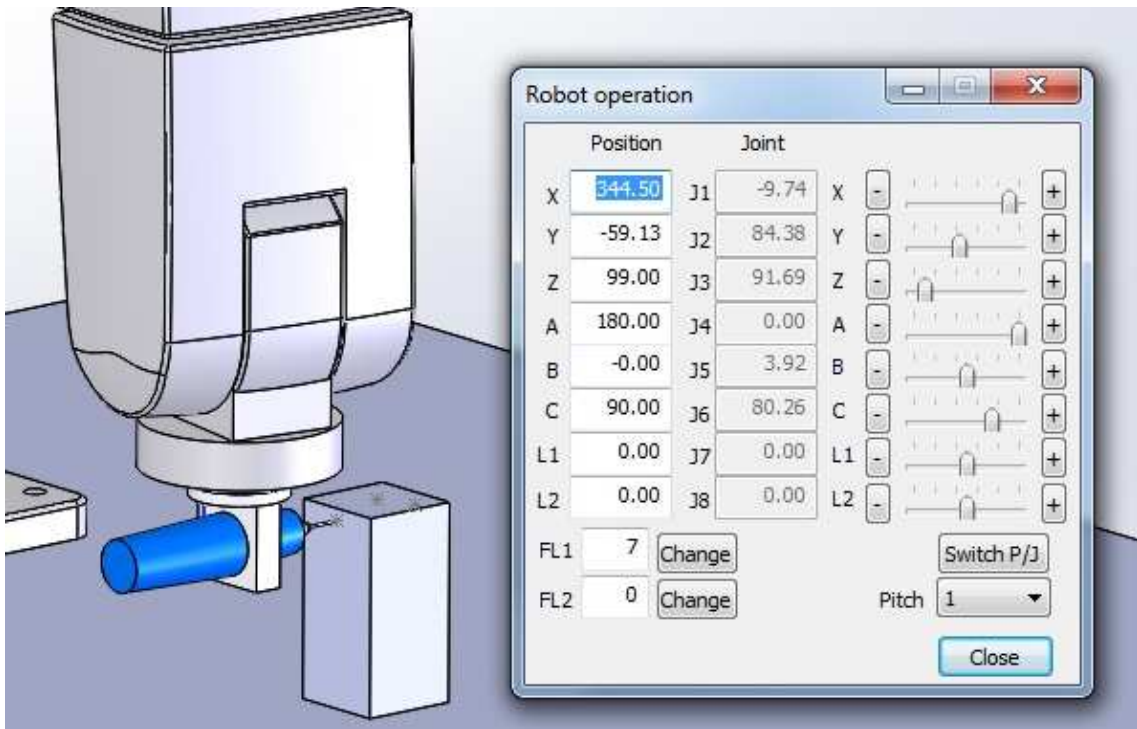 Robot operation
Position Joint
X 344.50 J1 -9.74 X - +
Y -59.13 J2 84.38 Y - +
Z 99.00 J3 91.69 Z - +
A 180.00 J4 0.00 A - +
B -0.00 J5 3.92 B - +
C 90.00 J6 80.26 C - +
L1 0.00 J7 0.00 L1 - +
L2 0.00 J8 0.00 L2 - +
FL1 7 Change Switch P/J
FL2 0 Change Pitch 1
Close